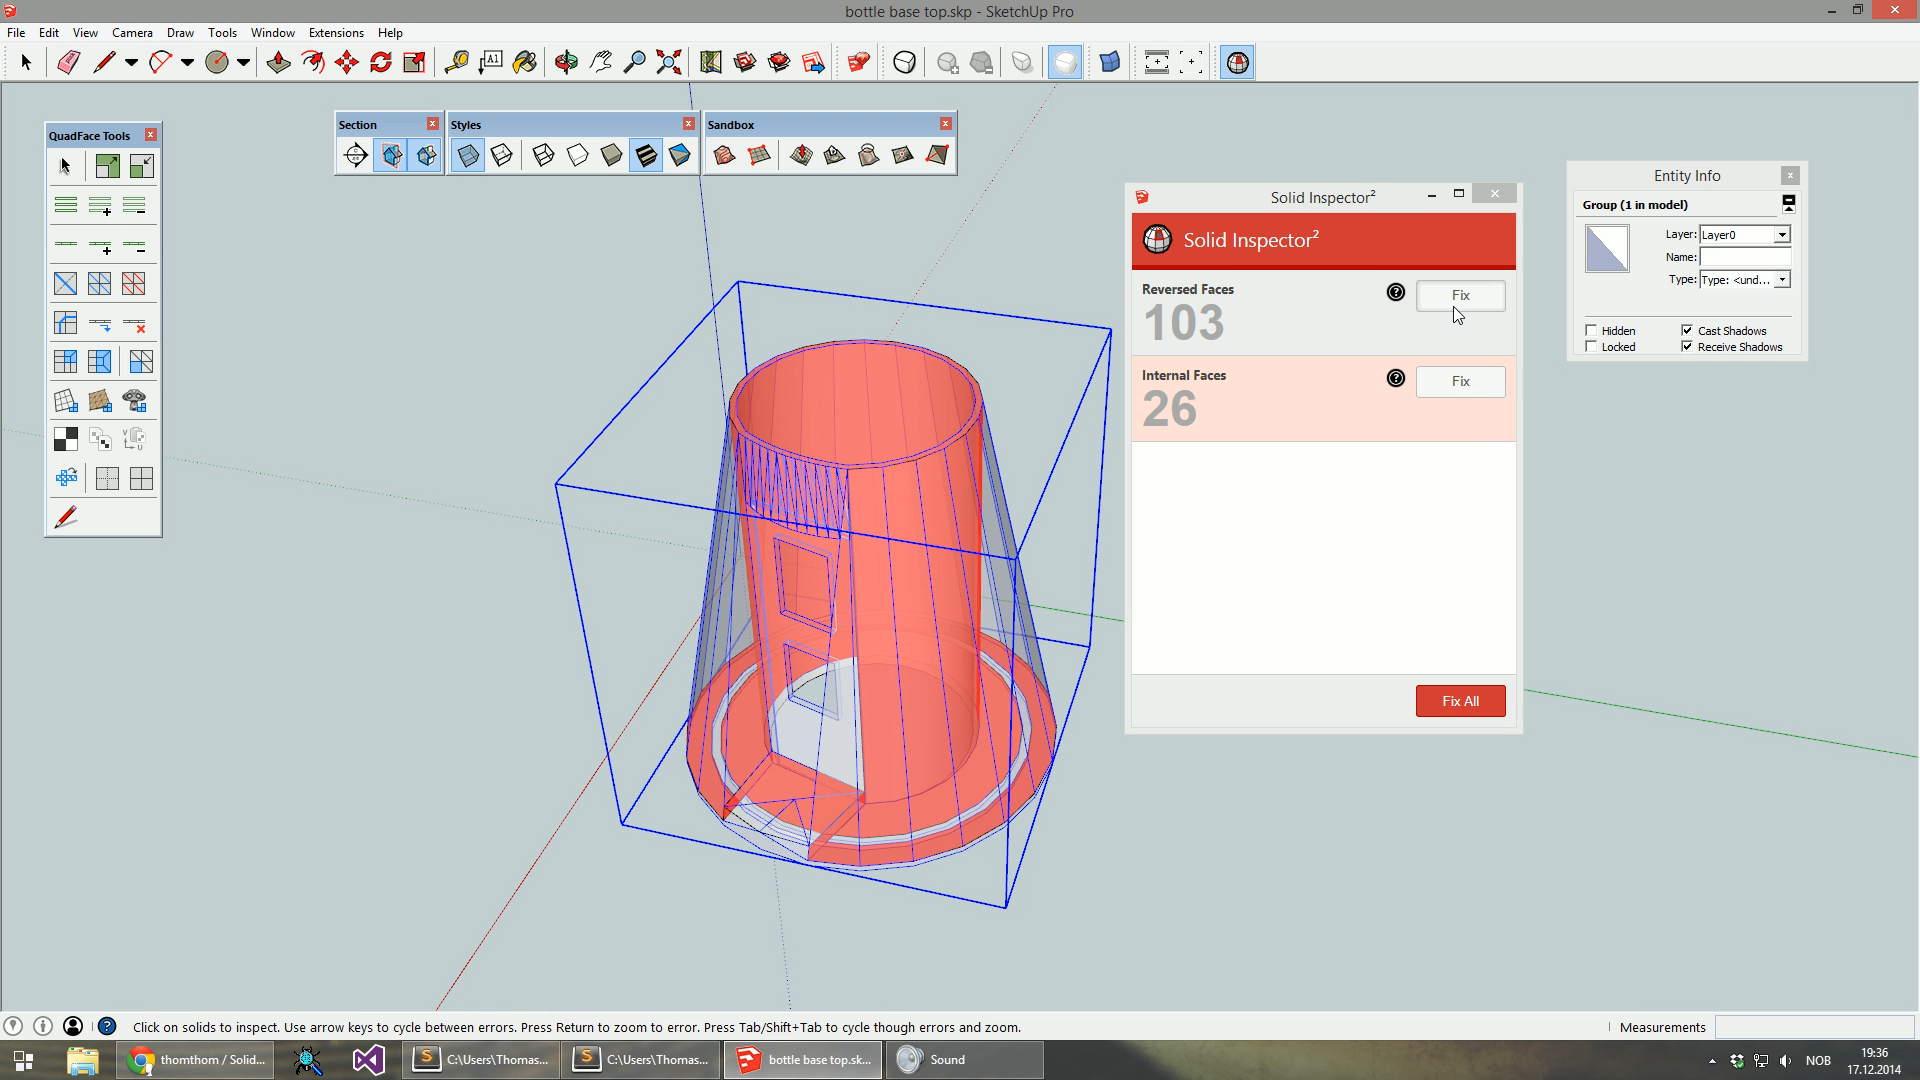 bottle base top.skp - SketchUp Pro
File Edit View Camera Draw Tools Window Extensions Help
A1
QuadFace Tools
Section
Styles
Sandbox
Solid Inspector²
Solid Inspector²
Reversed Faces
103
Fix
Internal Faces
26
Fix
Fix All
Entity Info
Group (1 in model)
Layer: Layer0
Name:
Type: Type: <und...
Hidden
Cast Shadows
Locked
Receive Shadows
Click on solids to inspect. Use arrow keys to cycle between errors. Press Return to zoom to error. Press Tab/Shift+Tab to cycle though errors and zoom.
Measurements
thomthom / Solid...
C:\Users\Thomas...
C:\Users\Thomas...
bottle base top.sk...
Sound
NOB
19:36
17.12.2014